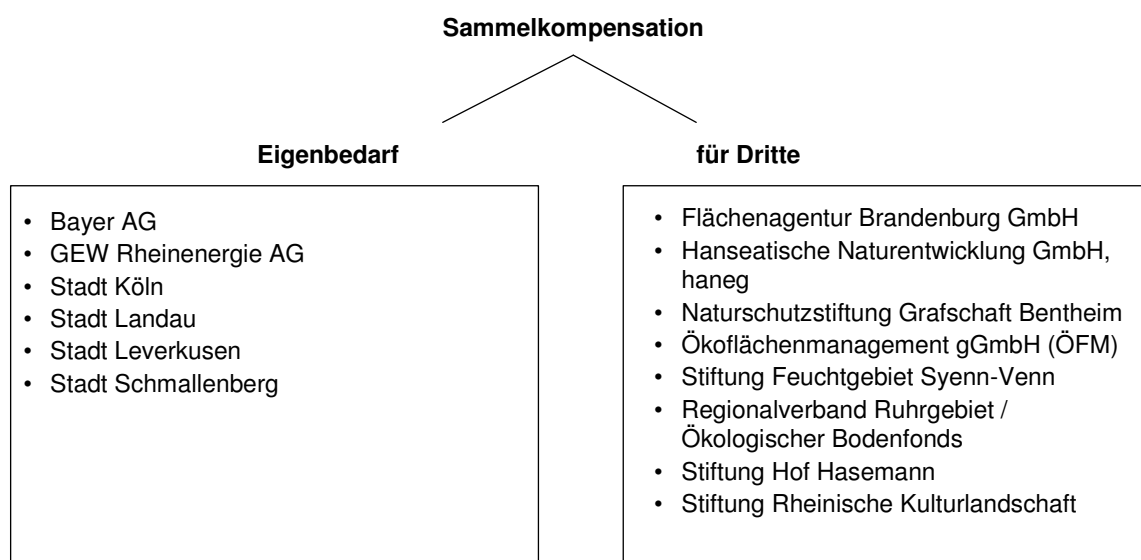 Sammelkompensation
Eigenbedarf
• Bayer AG
• GEW Rheinenergie AG
• Stadt Köln
• Stadt Landau
• Stadt Leverkusen
• Stadt Schmallenberg
für Dritte
• Flächenagentur Brandenburg GmbH
• Hanseatische Naturentwicklung GmbH,
haneg
• Naturschutzstiftung Grafschaft Bentheim
• Ökoflächenmanagement gGmbH (ÖFM)
• Stiftung Feuchtgebiet Syenn-Venn
• Regionalverband Ruhrgebiet /
Ökologischer Bodenfonds
• Stiftung Hof Hasemann
• Stiftung Rheinische Kulturlandschaft